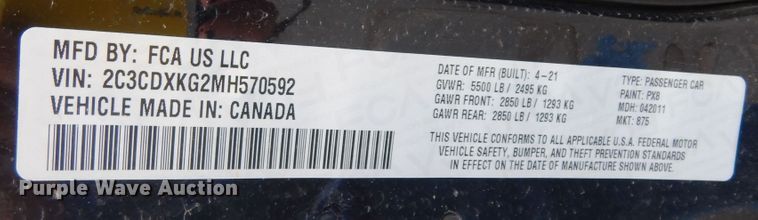 MFD BY: FCA US LLC
VIN: 2C3CDXKG2MH570592
VEHICLE MADE IN: CANADA
DATE OF MFR (BUILT): 4-21
GVWR: 5500 LB / 2495 KG
GAWR FRONT: 2850 LB / 1293 KG
GAWR REAR: 2850 LB / 1293 KG
TYPE: PASSENGER CAR
PAINT: PX8
MDH: 042011
MKT: 875
THIS VEHICLE CONFORMS TO ALL APPLICABLE U.S.A. FEDERAL MOTOR
VEHICLE SAFETY, BUMPER, AND THEFT PREVENTION STANDARDS
IN EFFECT ON THE DATE OF MANUFACTURE SHOWN ABOVE.
Purple Wave Auction
Purple Wave Auction